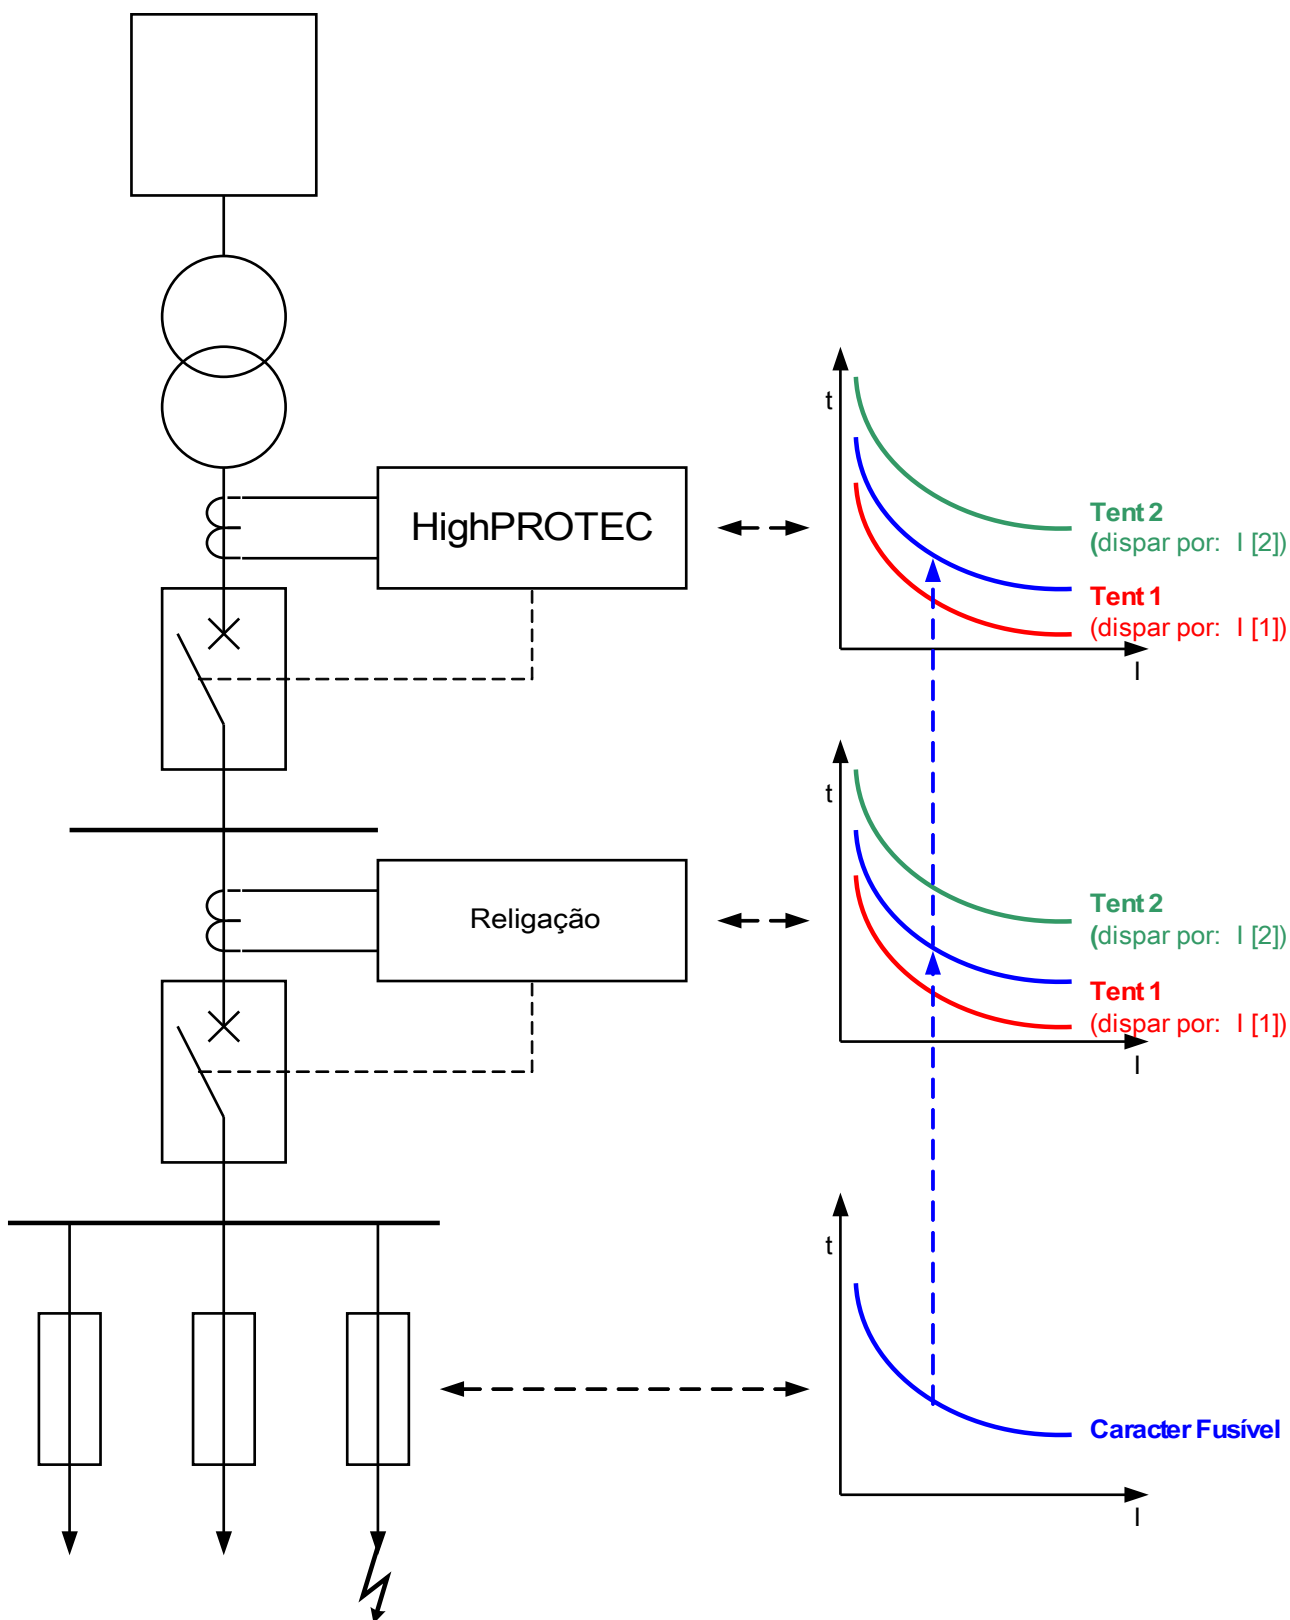 HighPROTEC
t
Tent 2
(dispar por: I [2])
Tent 1
(dispar por: I [1])
I
Religação
t
Tent 2
(dispar por: I [2])
Tent 1
(dispar por: I [1])
I
t
Caracter Fusível
I